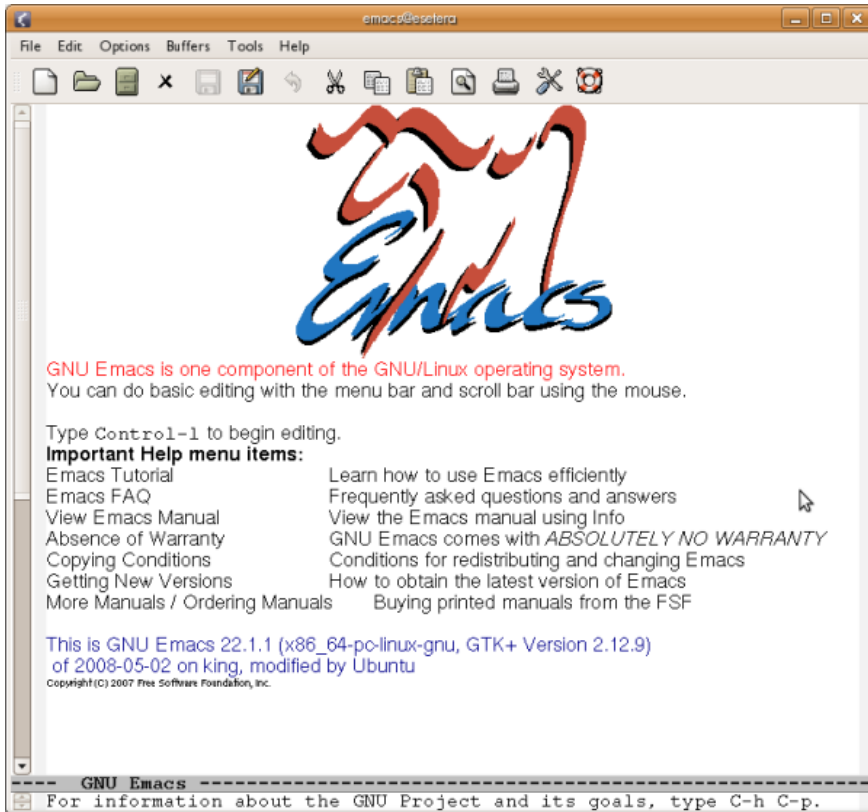 emacs@esetera
File Edit Options Buffers Tools Help
Emacs
GNU Emacs is one component of the GNU/Linux operating system.
You can do basic editing with the menu bar and scroll bar using the mouse.
Type Control-l to begin editing.
Important Help menu items:
Emacs Tutorial Learn how to use Emacs efficiently
Emacs FAQ Frequently asked questions and answers
View Emacs Manual View the Emacs manual using Info
Absence of Warranty GNU Emacs comes with ABSOLUTELY NO WARRANTY
Copying Conditions Conditions for redistributing and changing Emacs
Getting New Versions How to obtain the latest version of Emacs
More Manuals / Ordering Manuals Buying printed manuals from the FSF
This is GNU Emacs 22.1.1 (x86_64-pc-linux-gnu, GTK+ Version 2.12.9)
of 2008-05-02 on king, modified by Ubuntu
Copyright (C) 2007 Free Software Foundation, Inc.
---- GNU Emacs ----
For information about the GNU Project and its goals, type C-h C-p.